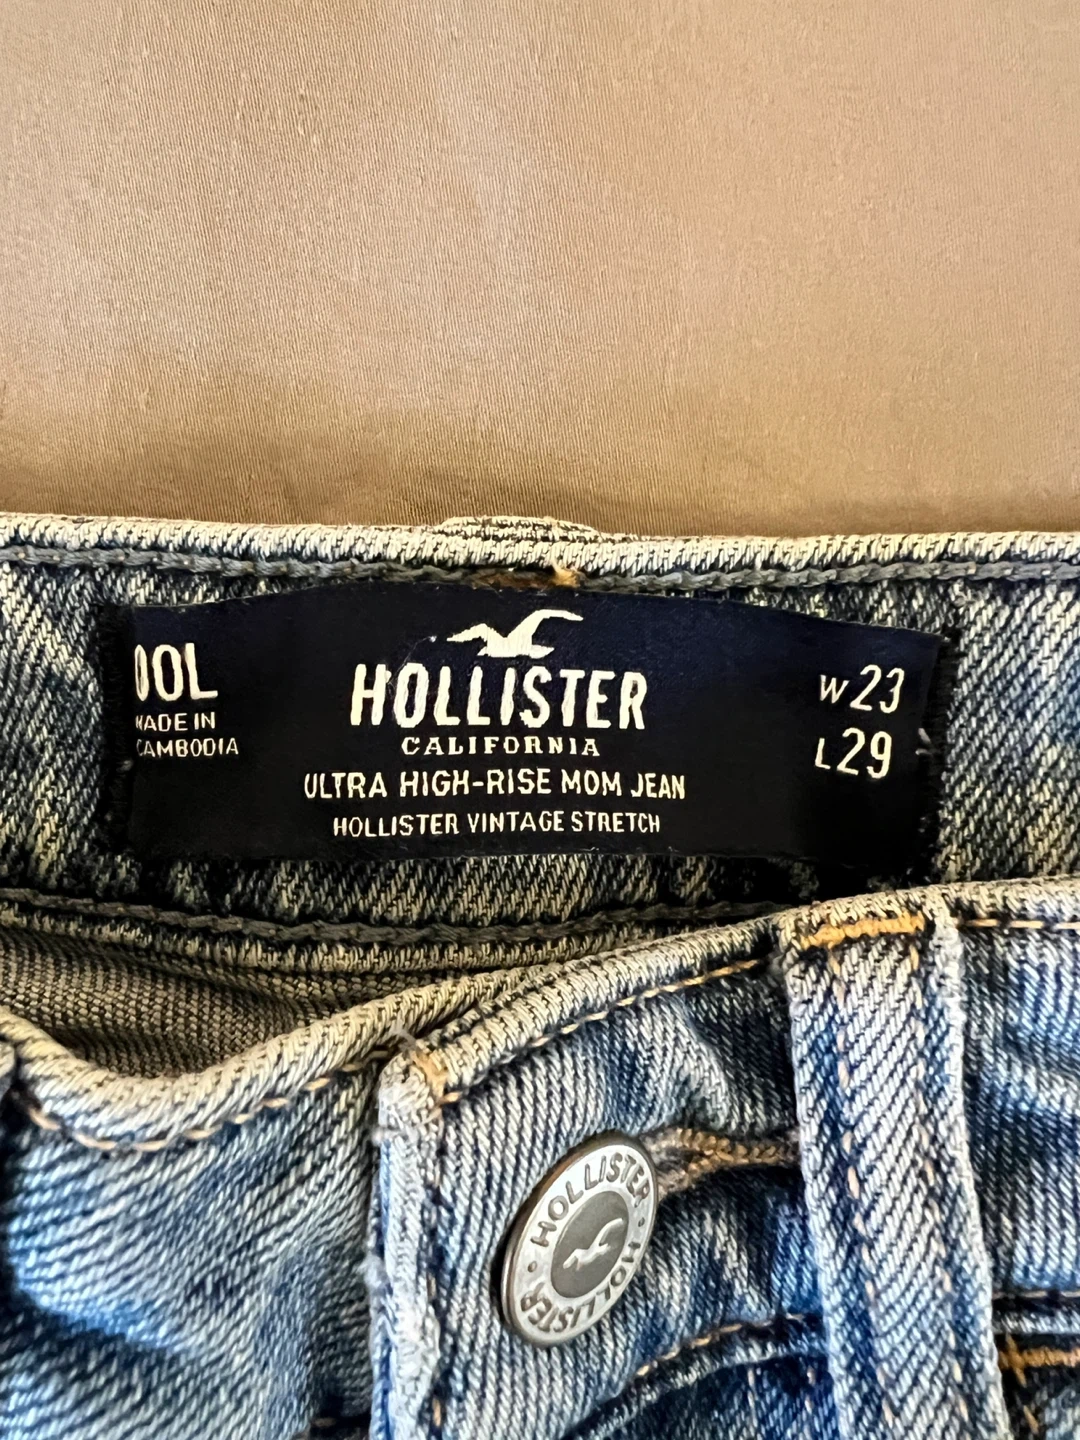 00L
MADE IN
CAMBODIA
HOLLISTER
CALIFORNIA
ULTRA HIGH-RISE MOM JEAN
HOLLISTER VINTAGE STRETCH
W23
L29
HOLLISTER · HOLLISTER ·